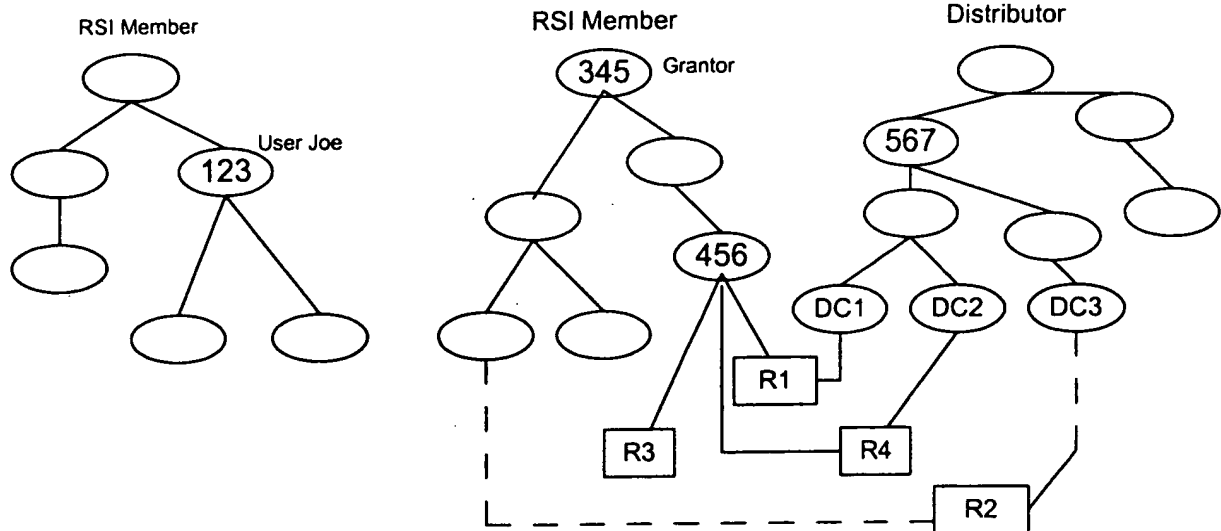 RSI Member
RSI Member
Distributor
345
Grantor
User Joe
123
567
456
DC1
DC2
DC3
R1
R3
R4
R2